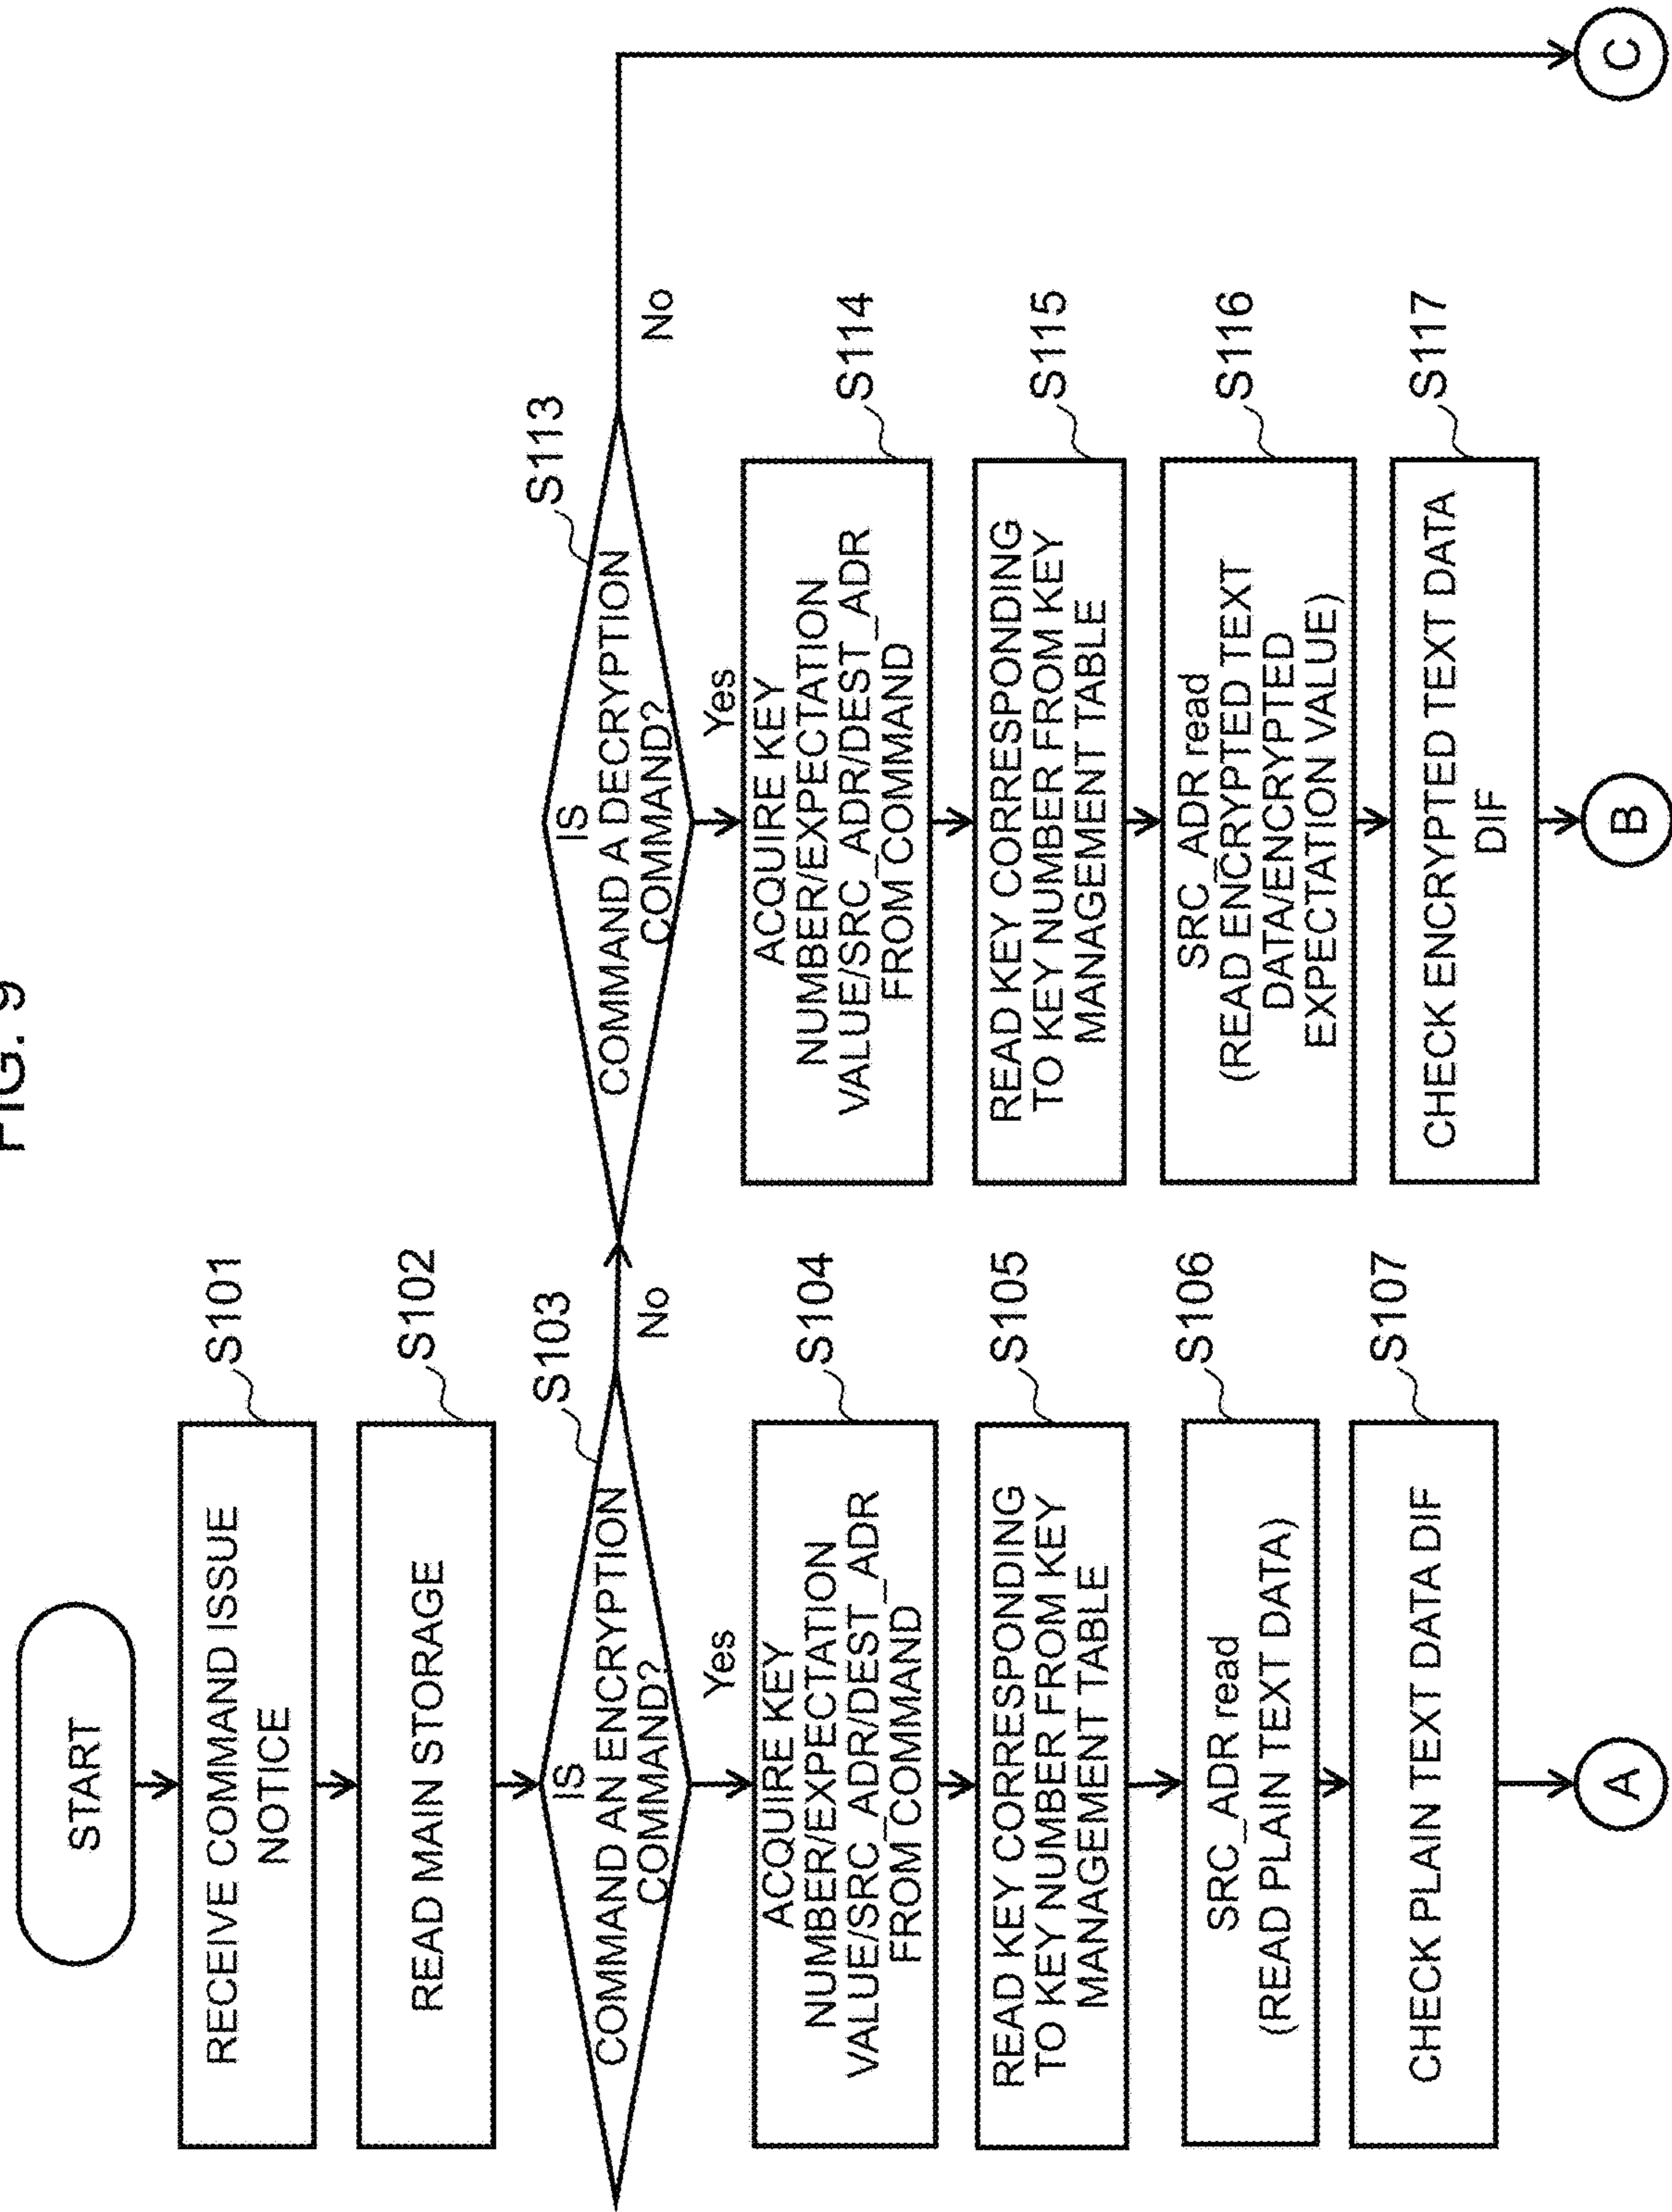 FIG. 9
START
RECEIVE COMMAND ISSUE
NOTICE
S101
READ MAIN STORAGE
S102
IS
COMMAND AN ENCRYPTION
COMMAND?
S103
No
Yes
ACQUIRE KEY
NUMBER/EXPECTATION
VALUE/SRC_ADR/DEST_ADR
FROM COMMAND
S104
READ KEY CORRESPONDING
TO KEY NUMBER FROM KEY
MANAGEMENT TABLE
S105
SRC_ADR read
(READ PLAIN TEXT DATA)
S106
CHECK PLAIN TEXT DATA DIF
S107
A
IS
COMMAND A DECRYPTION
COMMAND?
S113
No
Yes
ACQUIRE KEY
NUMBER/EXPECTATION
VALUE/SRC_ADR/DEST_ADR
FROM COMMAND
S114
READ KEY CORRESPONDING
TO KEY NUMBER FROM KEY
MANAGEMENT TABLE
S115
SRC_ADR read
(READ ENCRYPTED TEXT
DATA/ENCRYPTED
EXPECTATION VALUE)
S116
CHECK ENCRYPTED TEXT DATA
DIF
S117
B
C